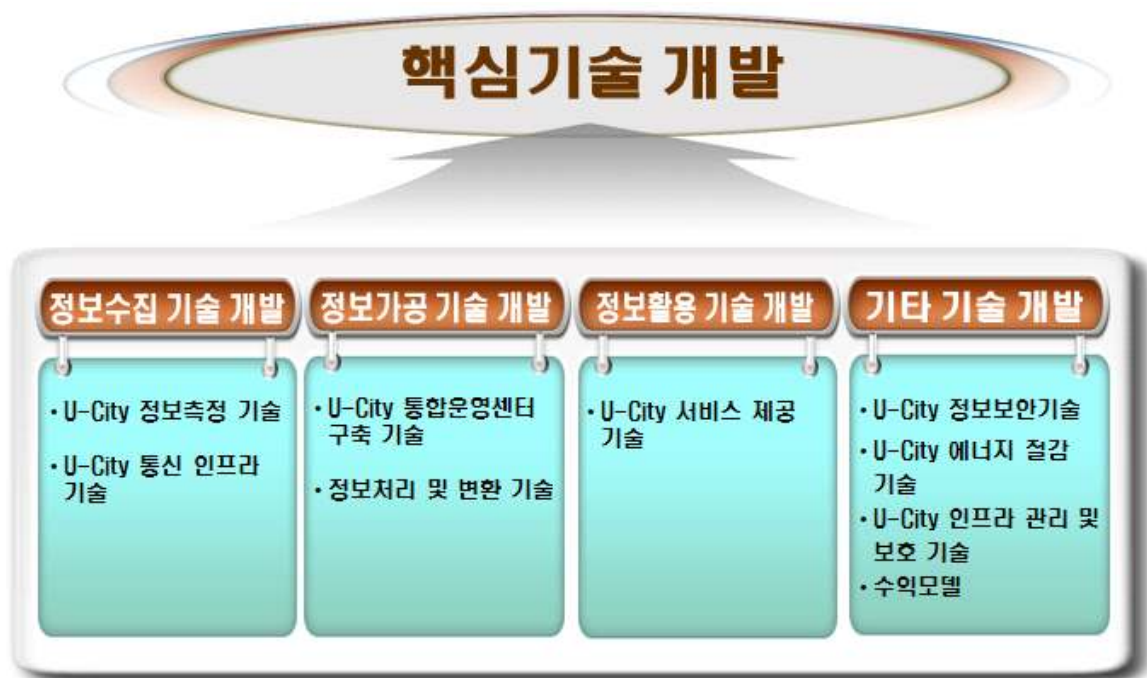 핵심기술 개발
정보수집 기술 개발
• U-City 정보측정 기술
• U-City 통신 인프라
기술
정보가공 기술 개발
• U-City 통합운영센터
구축 기술
• 정보처리 및 변환 기술
정보활용 기술 개발
• U-City 서비스 제공
기술
기타 기술 개발
• U-City 정보보안기술
• U-City 에너지 절감
기술
• U-City 인프라 관리 및
보호 기술
• 수익모델